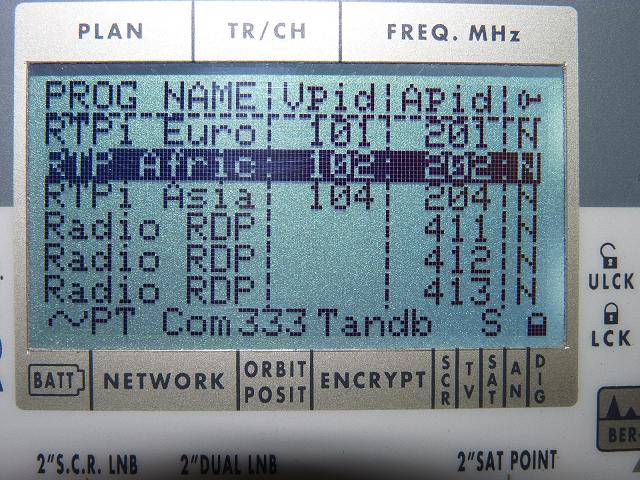 PLAN TR/CH FREQ. MHz
PROG NAME Vpid Apid
RTPi Euro 101 201 N
RTP Afric 102 202 N
RTPi Asia 104 204 N
Radio RDP 411 N
Radio RDP 412 N
Radio RDP 413 N
~PT Com333Tandb S
ULCK
LCK
BATT NETWORK ORBIT POSIT ENCRYPT SCR TV SAT AN DIG
BER
2"S.C.R. LNB 2"DUAL LNB 2"SAT POINT